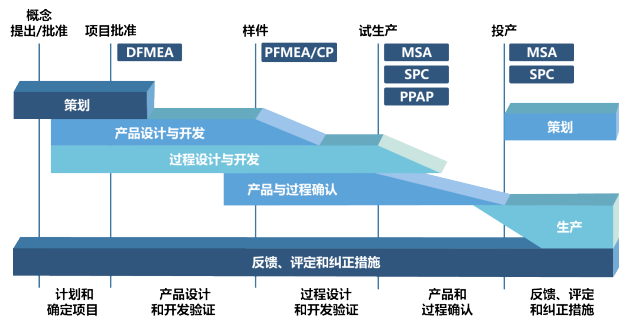 概念
提出/批准
项目批准
样件
试生产
投产
DFMEA
PFMEA/CP
MSA
MSA
SPC
SPC
PPAP
策划
策划
产品设计与开发
过程设计与开发
产品与过程确认
生产
反馈、评定和纠正措施
计划和
确定项目
产品设计
和开发验证
过程设计
和开发验证
产品和
过程确认
反馈、评定
和纠正措施